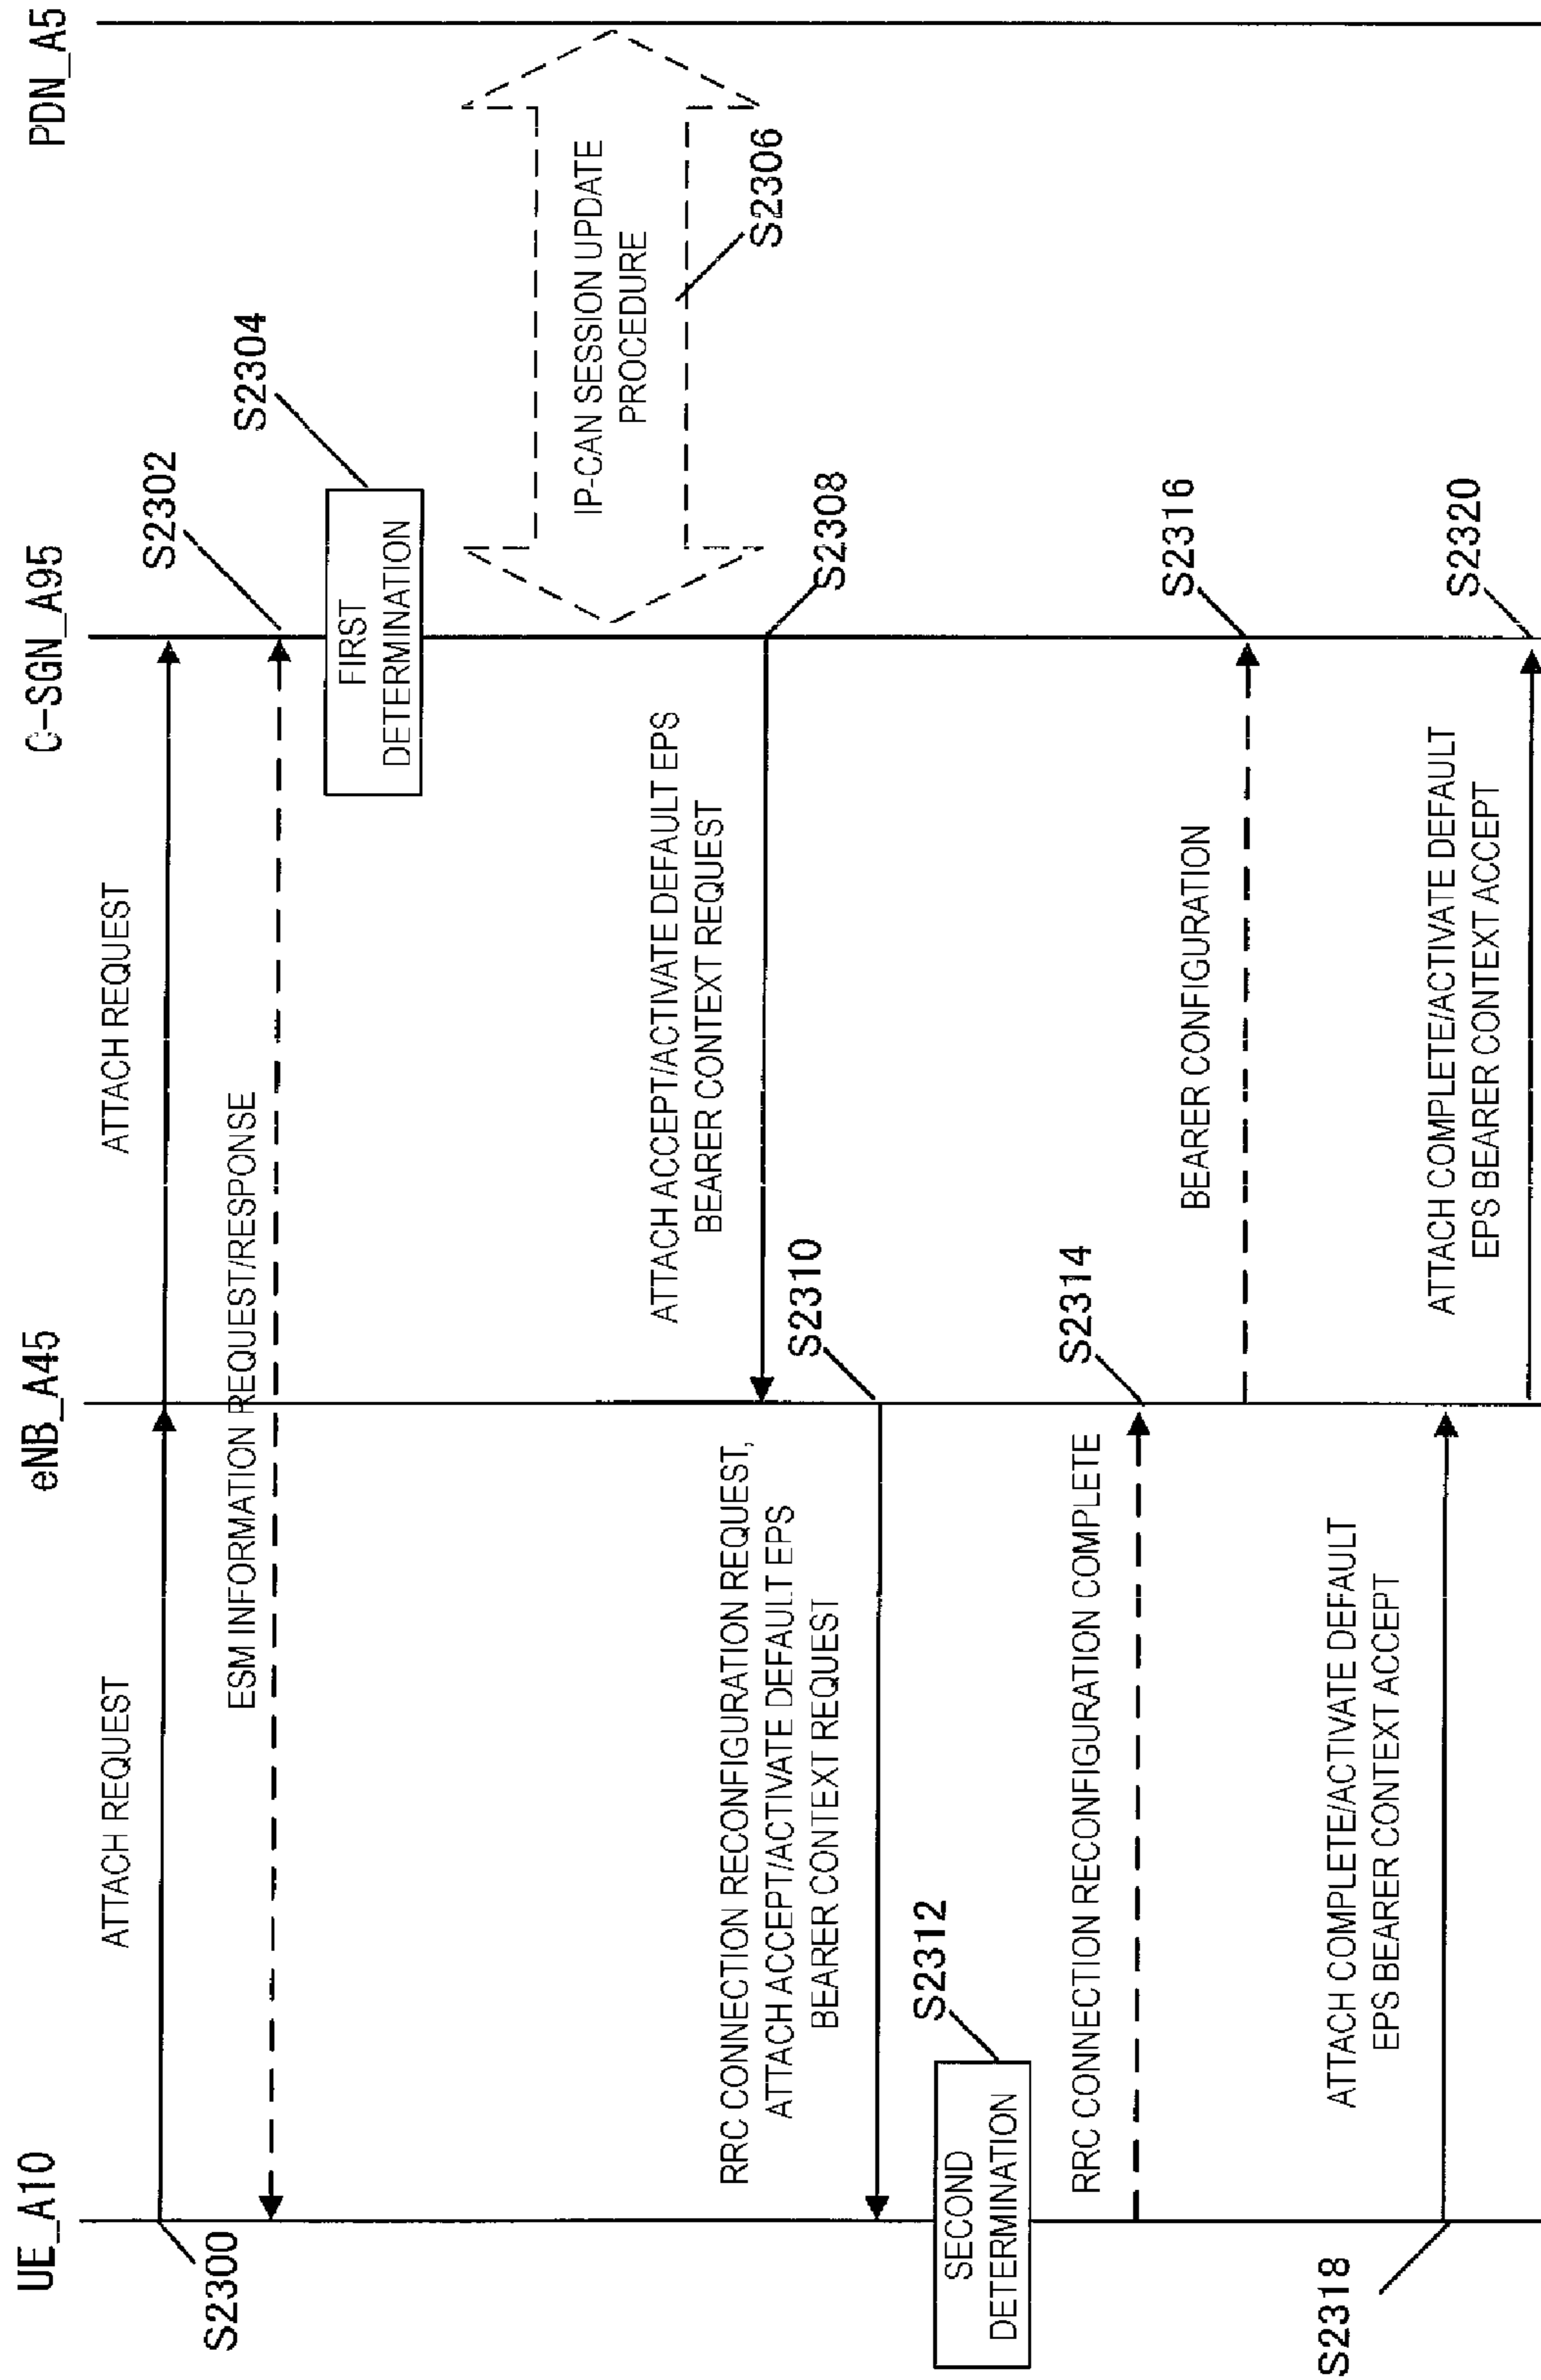 UE_A10
eNB_A45
C-SGN_A95
PDN_A5
S2300
ATTACH REQUEST
ATTACH REQUEST
ESM INFORMATION REQUEST/RESPONSE
S2302
FIRST
DETERMINATION
S2304
IP-CAN SESSION UPDATE
PROCEDURE
S2306
ATTACH ACCEPT/ACTIVATE DEFAULT EPS
BEARER CONTEXT REQUEST
S2308
RRC CONNECTION RECONFIGURATION REQUEST,
ATTACH ACCEPT/ACTIVATE DEFAULT EPS
BEARER CONTEXT REQUEST
S2310
SECOND
DETERMINATION
S2312
RRC CONNECTION RECONFIGURATION COMPLETE
S2314
BEARER CONFIGURATION
S2316
ATTACH COMPLETE/ACTIVATE DEFAULT
EPS BEARER CONTEXT ACCEPT
S2318
ATTACH COMPLETE/ACTIVATE DEFAULT
EPS BEARER CONTEXT ACCEPT
S2320